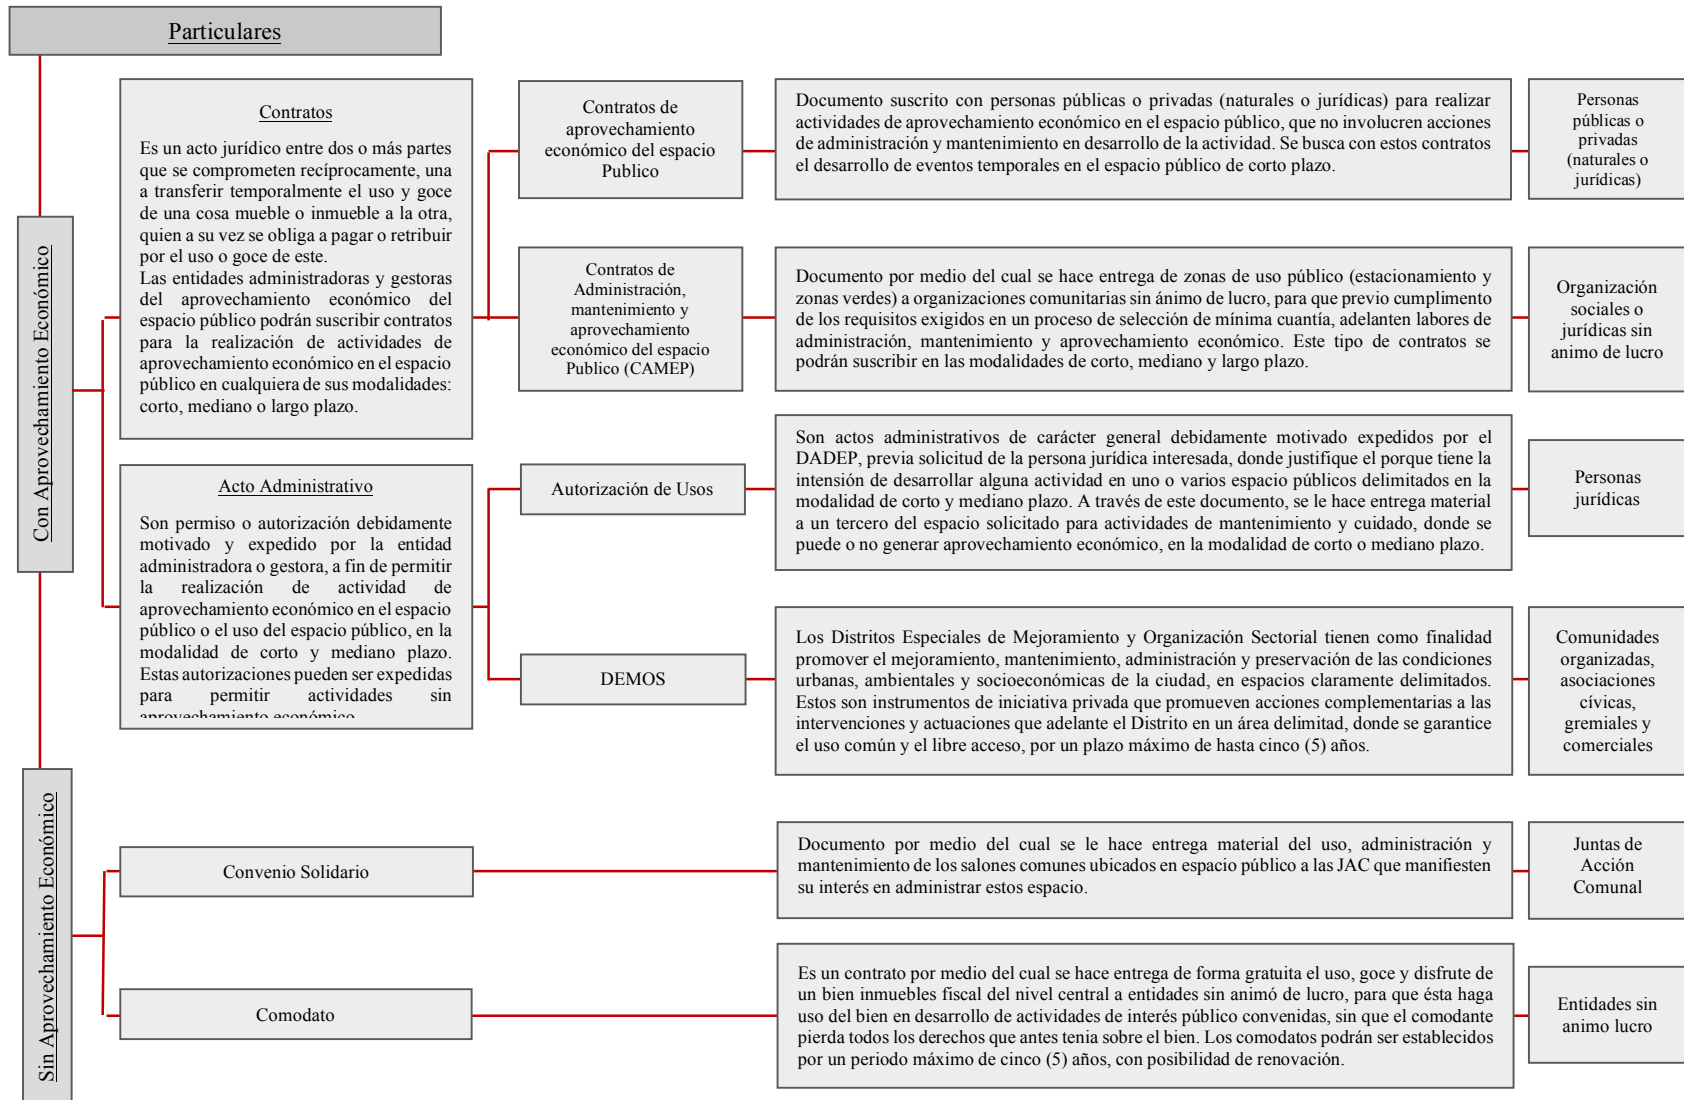 Particulares
Con Aprovechamiento Económico
Contratos
Es un acto jurídico entre dos o más partes
que se comprometen recíprocamente, una
a transferir temporalmente el uso y goce
de una cosa mueble o inmueble a la otra,
quien a su vez se obliga a pagar o retribuir
por el uso o goce de este.
Las entidades administradoras y gestoras
del aprovechamiento económico del
espacio público podrán suscribir contratos
para la realización de actividades de
aprovechamiento económico en el espacio
público en cualquiera de sus modalidades:
corto, mediano o largo plazo.
Contratos de
aprovechamiento
económico del espacio
Publico
Documento suscrito con personas públicas o privadas (naturales o jurídicas) para realizar
actividades de aprovechamiento económico en el espacio público, que no involucren acciones
de administración y mantenimiento en desarrollo de la actividad. Se busca con estos contratos
el desarrollo de eventos temporales en el espacio público de corto plazo.
Personas
públicas o
privadas
(naturales o
jurídicas)
Contratos de
Administración,
mantenimiento y
aprovechamiento
económico del espacio
Publico (CAMEP)
Documento por medio del cual se hace entrega de zonas de uso público (estacionamiento y
zonas verdes) a organizaciones comunitarias sin ánimo de lucro, para que previo cumplimento
de los requisitos exigidos en un proceso de selección de mínima cuantía, adelanten labores de
administración, mantenimiento y aprovechamiento económico. Este tipo de contratos se
podrán suscribir en las modalidades de corto, mediano y largo plazo.
Organización
sociales o
jurídicas sin
animo de lucro
Acto Administrativo
Son permiso o autorización debidamente
motivado y expedido por la entidad
administradora o gestora, a fin de permitir
la realización de actividad de
aprovechamiento económico en el espacio
público o el uso del espacio público, en la
modalidad de corto y mediano plazo.
Estas autorizaciones pueden ser expedidas
para permitir actividades sin
aprovechamiento económico
Autorización de Usos
Son actos administrativos de carácter general debidamente motivado expedidos por el
DADEP, previa solicitud de la persona jurídica interesada, donde justifique el porque tiene la
intensión de desarrollar alguna actividad en uno o varios espacio públicos delimitados en la
modalidad de corto y mediano plazo. A través de este documento, se le hace entrega material
a un tercero del espacio solicitado para actividades de mantenimiento y cuidado, donde se
puede o no generar aprovechamiento económico, en la modalidad de corto o mediano plazo.
Personas
jurídicas
DEMOS
Los Distritos Especiales de Mejoramiento y Organización Sectorial tienen como finalidad
promover el mejoramiento, mantenimiento, administración y preservación de las condiciones
urbanas, ambientales y socioeconómicas de la ciudad, en espacios claramente delimitados.
Estos son instrumentos de iniciativa privada que promueven acciones complementarias a las
intervenciones y actuaciones que adelante el Distrito en un área delimitad, donde se garantice
el uso común y el libre acceso, por un plazo máximo de hasta cinco (5) años.
Comunidades
organizadas,
asociaciones
cívicas,
gremiales y
comerciales
Sin Aprovechamiento Económico
Convenio Solidario
Documento por medio del cual se le hace entrega material del uso, administración y
mantenimiento de los salones comunes ubicados en espacio público a las JAC que manifiesten
su interés en administrar estos espacio.
Juntas de
Acción
Comunal
Comodato
Es un contrato por medio del cual se hace entrega de forma gratuita el uso, goce y disfrute de
un bien inmuebles fiscal del nivel central a entidades sin animó de lucro, para que ésta haga
uso del bien en desarrollo de actividades de interés público convenidas, sin que el comodante
pierda todos los derechos que antes tenia sobre el bien. Los comodatos podrán ser establecidos
por un periodo máximo de cinco (5) años, con posibilidad de renovación.
Entidades sin
animo lucro